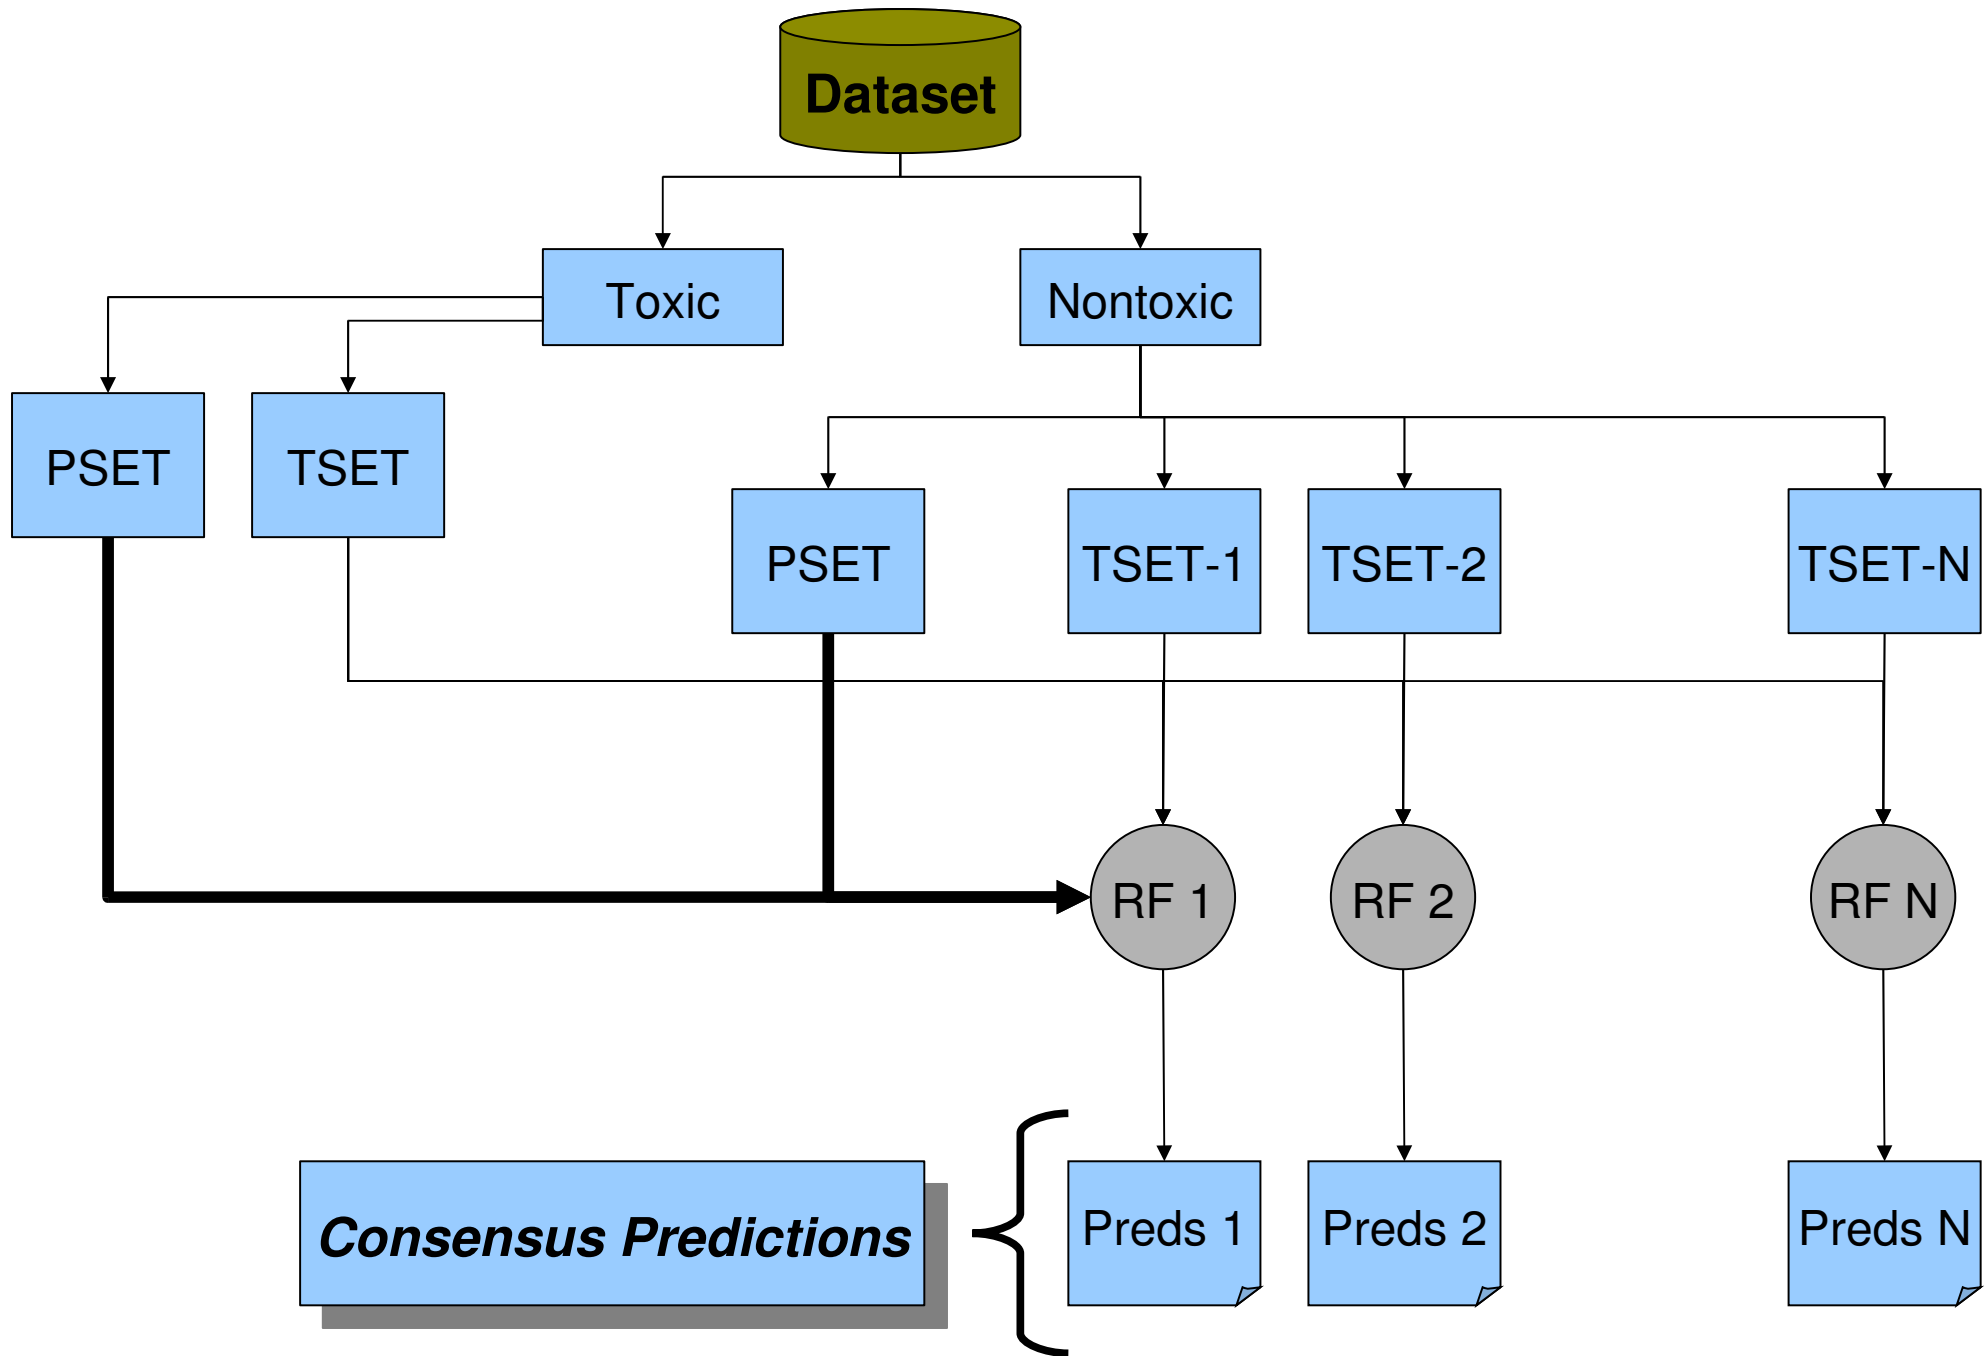 Dataset
Toxic
Nontoxic
PSET
TSET
PSET
TSET-1
TSET-2
TSET-N
RF 1
RF 2
RF N
Consensus Predictions
Preds 1
Preds 2
Preds N